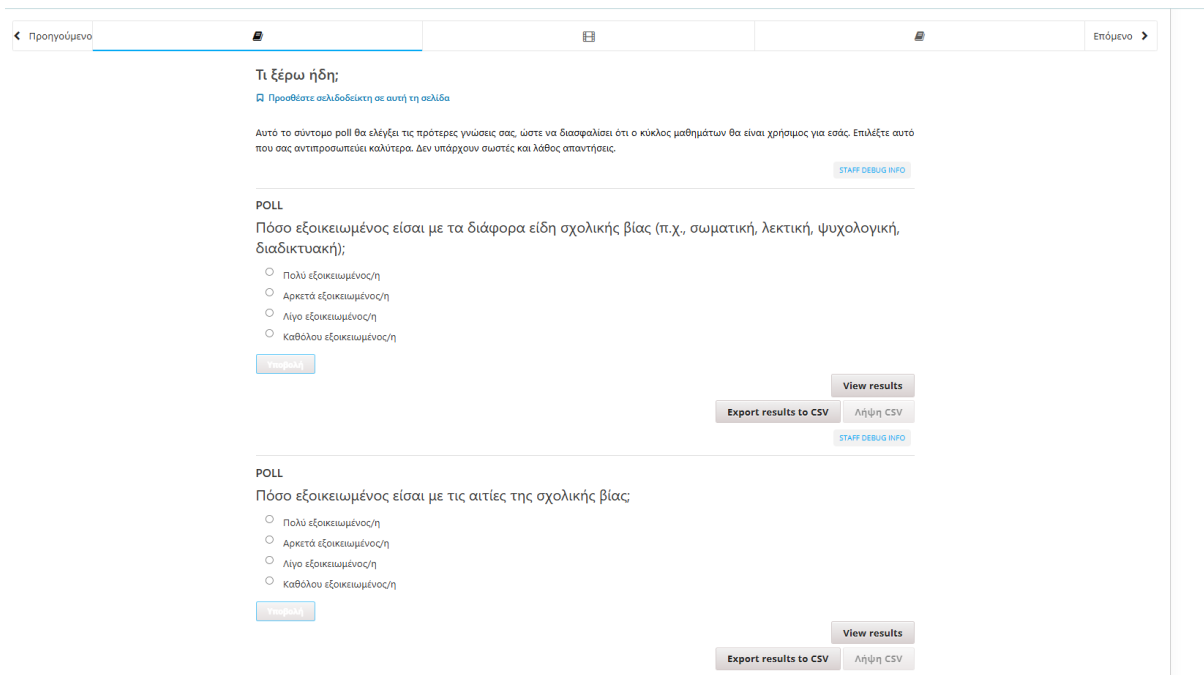 Προηγούμενο
Επόμενο
Τι ξέρω ήδη;
Προσθέστε σελιδοδείκτη σε αυτή τη σελίδα
Αυτό το σύντομο poll θα ελέγξει τις πρότερες γνώσεις σας, ώστε να διασφαλίσει ότι ο κύκλος μαθημάτων θα είναι χρήσιμος για εσάς. Επιλέξτε αυτό
που σας αντιπροσωπεύει καλύτερα. Δεν υπάρχουν σωστές και λάθος απαντήσεις.
STAFF DEBUG INFO
POLL
Πόσο εξοικειωμένος είσαι με τα διάφορα είδη σχολικής βίας (π.χ., σωματική, λεκτική, ψυχολογική,
διαδικτυακή);
Πολύ εξοικειωμένος/η
Αρκετά εξοικειωμένος/η
Λίγο εξοικειωμένος/η
Καθόλου εξοικειωμένος/η
Υποβολή
View results
Export results to CSV Λήψη CSV
STAFF DEBUG INFO
POLL
Πόσο εξοικειωμένος είσαι με τις αιτίες της σχολικής βίας;
Πολύ εξοικειωμένος/η
Αρκετά εξοικειωμένος/η
Λίγο εξοικειωμένος/η
Καθόλου εξοικειωμένος/η
Υποβολή
View results
Export results to CSV Λήψη CSV